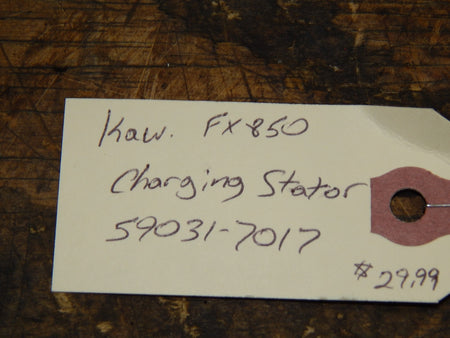 Kaw. FX850
Charging Stator
59031-7017
$29.99